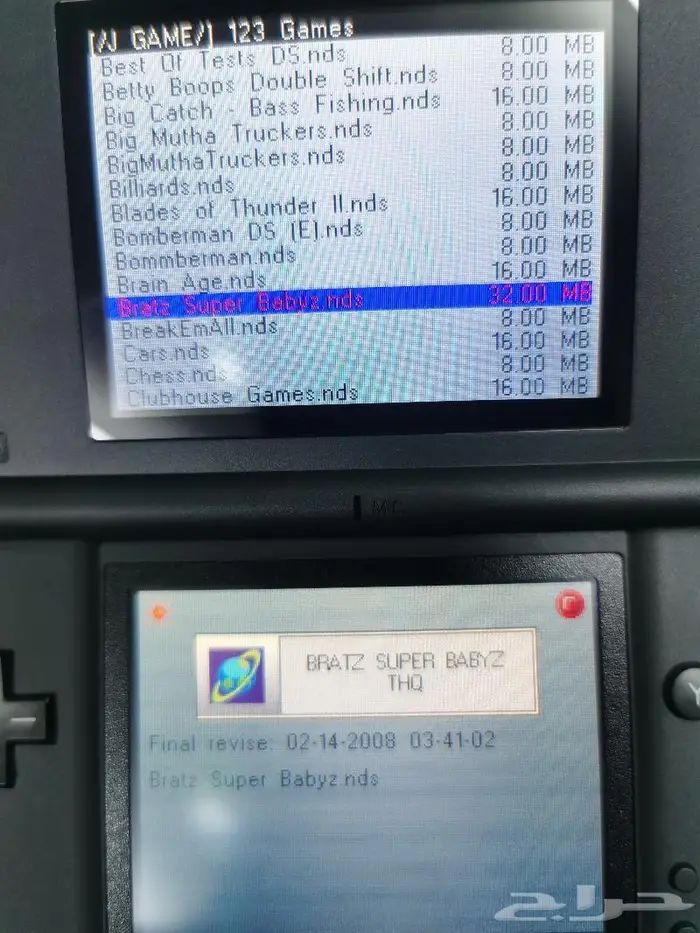 [/J GAME/] 123 Games
Best Of Tests DS.nds 8.00 MB
Betty Boops Double Shift.nds 8.00 MB
Big Catch - Bass Fishing.nds 16.00 MB
Big Mutha Truckers.nds 8.00 MB
BigMuthaTruckers.nds 8.00 MB
Billiards.nds 8.00 MB
Blades of Thunder II.nds 16.00 MB
Bomberman DS (E).nds 8.00 MB
Bommberman.nds 8.00 MB
Brain Age.nds 16.00 MB
Bratz Super Babyz.nds 32.00 MB
BreakEmAll.nds 8.00 MB
Cars.nds 16.00 MB
Chess.nds 8.00 MB
Clubhouse Games.nds 16.00 MB
MIC
BRATZ SUPER BABYZ
THQ
Final revise: 02-14-2008 03-41-02
Bratz Super Babyz.nds
Y
حراج